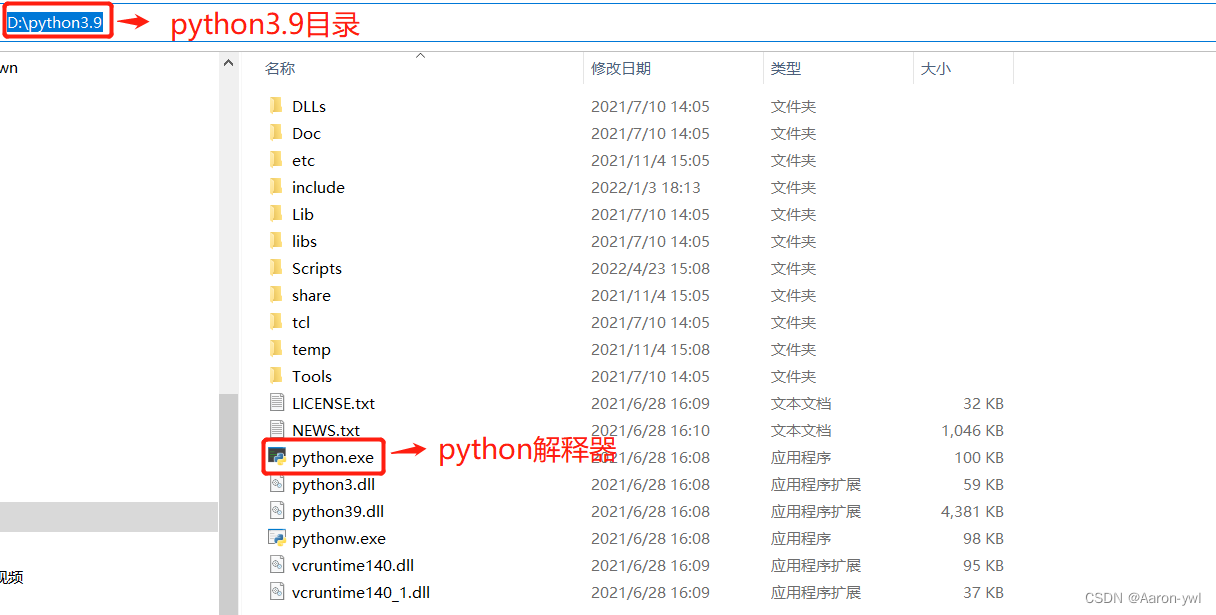 D:\python3.9 python3.9目录
wn
名称 修改日期 类型 大小
DLLs 2021/7/10 14:05 文件夹
Doc 2021/7/10 14:05 文件夹
etc 2021/11/4 15:05 文件夹
include 2022/1/3 18:13 文件夹
Lib 2021/7/10 14:05 文件夹
libs 2021/7/10 14:05 文件夹
Scripts 2022/4/23 15:08 文件夹
share 2021/11/4 15:05 文件夹
tcl 2021/7/10 14:05 文件夹
temp 2021/11/4 15:08 文件夹
Tools 2021/7/10 14:05 文件夹
LICENSE.txt 2021/6/28 16:09 文本文档 32 KB
NEWS.txt 2021/6/28 16:10 文本文档 1,046 KB
python.exe python解释器 2021/6/28 16:08 应用程序 100 KB
python3.dll 2021/6/28 16:08 应用程序扩展 59 KB
python39.dll 2021/6/28 16:08 应用程序扩展 4,381 KB
pythonw.exe 2021/6/28 16:08 应用程序 98 KB
vcruntime140.dll 2021/6/28 16:09 应用程序扩展 95 KB
视频
vcruntime140_1.dll 2021/6/28 16:09 应用程序扩展 37 KB
CSDN @Aaron-ywl